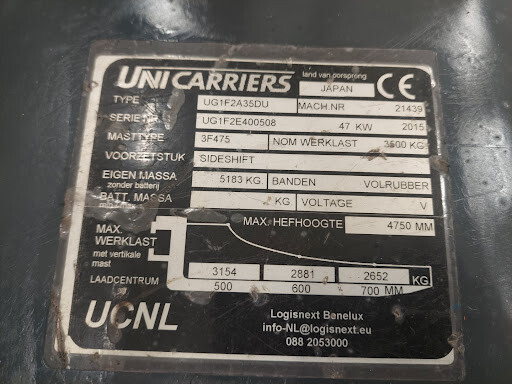 UNICARRIERS
land van oorsprong
JAPAN
CE
TYPE UG1F2A35DU MACH.NR 21439
SERIE NR. UG1F2E400508 47 KW 2015
MASTTYPE 3F475 NOM WERKLAST 3500 KG
VOORZETSTUK SIDESHIFT
EIGEN MASSA 5183 KG. BANDEN VOLRUBBER
zonder batterij
BATT. MASSA KG VOLTAGE V
MAX. HEFHOOGTE 4750 MM
MAX.
WERKLAST
met vertikale
mast
3154 2881 2652 KG
LAADCENTRUM 500 600 700 MM
UCNL
Logisnext Benelux
info-NL@logisnext.eu
088 2053000